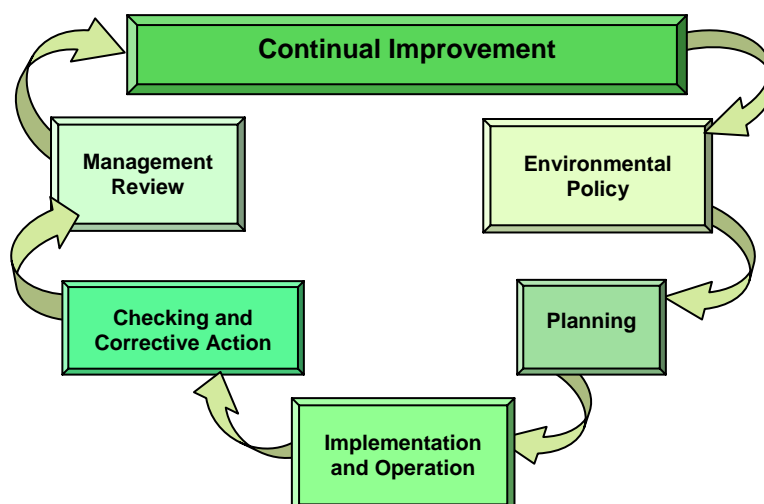 Continual Improvement
Environmental
Policy
Planning
Implementation
and Operation
Checking and
Corrective Action
Management
Review